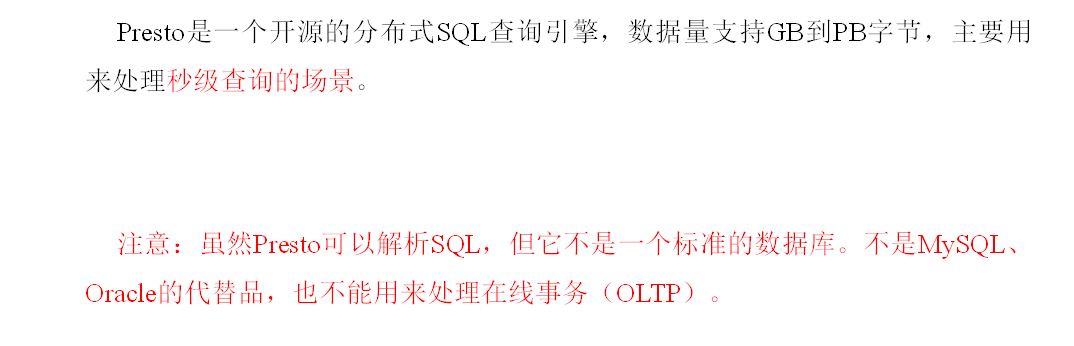 Presto是一个开源的分布式SQL查询引擎，数据量支持GB到PB字节，主要用
来处理秒级查询的场景。
注意：虽然Presto可以解析SQL，但它不是一个标准的数据库。不是MySQL、
Oracle的代替品，也不能用来处理在线事务（OLTP）。